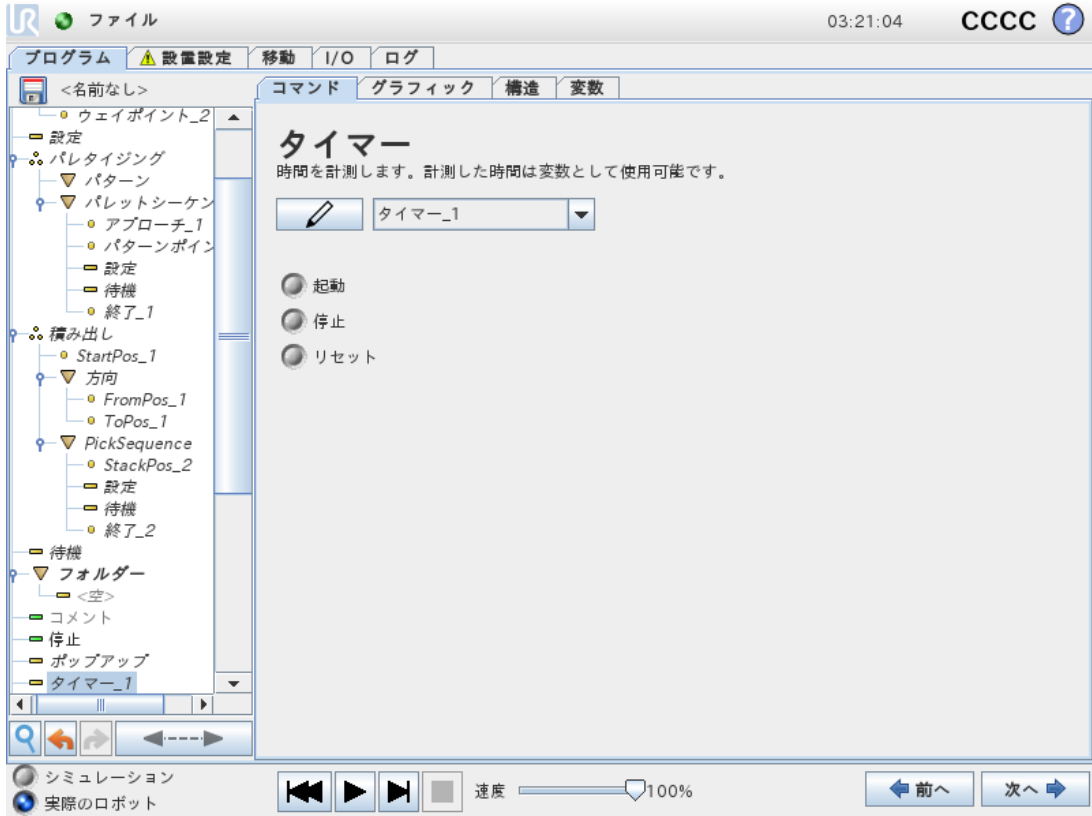 UR ファイル 03:21:04 CCCC ?
プログラム 設置設定 移動 I/O ログ
<名前なし>
コマンド グラフィック 構造 変数
ウェイポイント_2
設定
パレタイジング
パターン
パレットシーケン
アプローチ_1
パターンポイン
設定
待機
終了_1
積み出し
StartPos_1
方向
FromPos_1
ToPos_1
PickSequence
StackPos_2
設定
待機
終了_2
待機
フォルダー
<空>
コメント
停止
ポップアップ
タイマー_1
タイマー
時間を計測します。計測した時間は変数として使用可能です。
タイマー_1
起動
停止
リセット
シミュレーション
実際のロボット
速度 100%
前へ 次へ